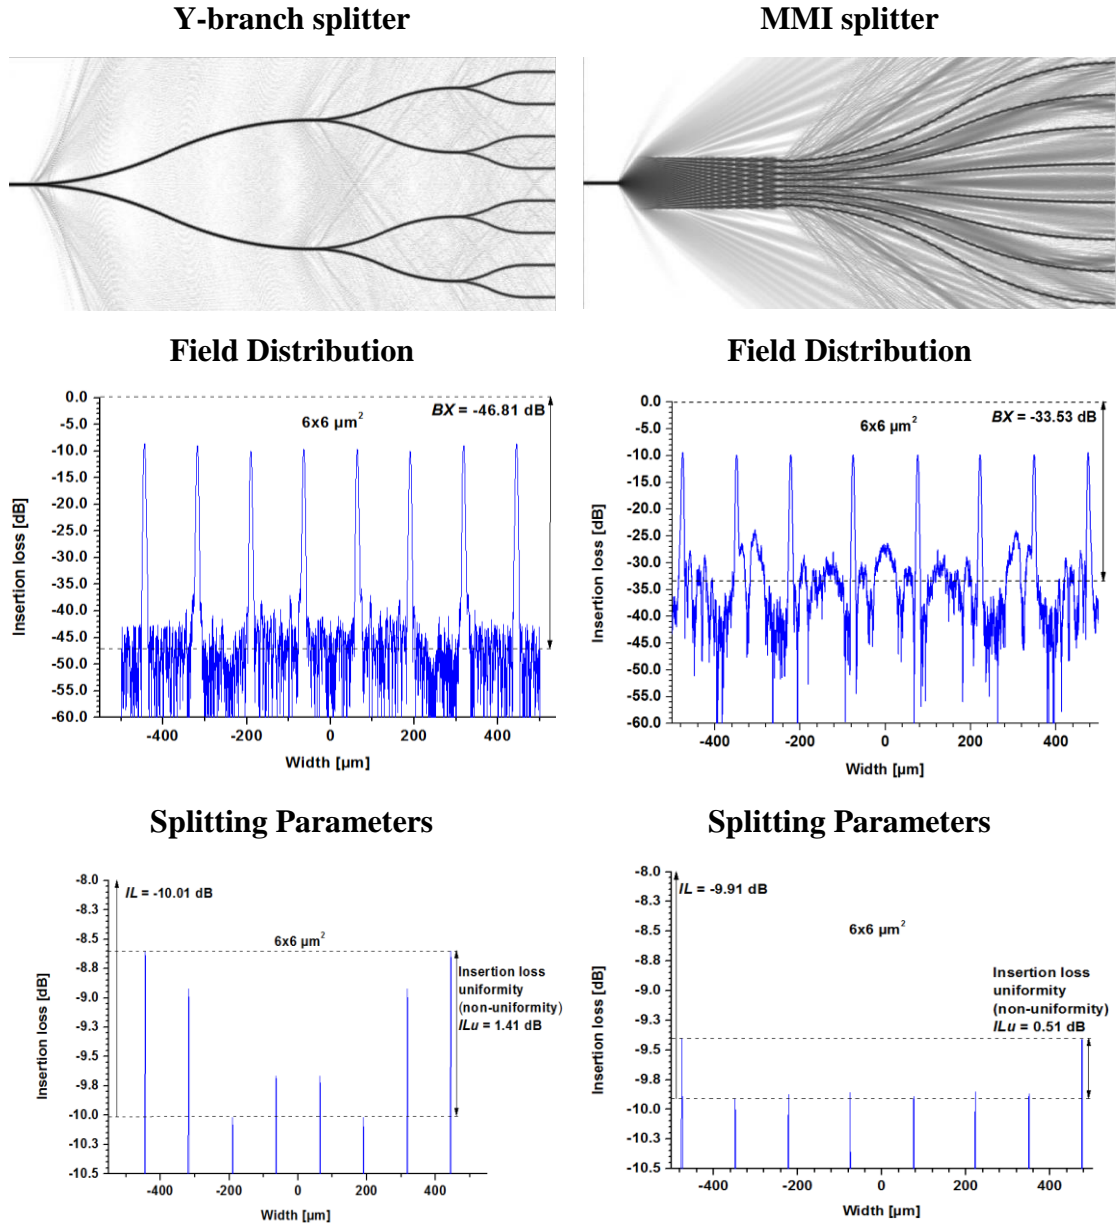 Y-branch splitter
MMI splitter
Field Distribution
Field Distribution
0.0
-5.0
-10.0
-15.0
-20.0
-25.0
-30.0
-35.0
-40.0
-45.0
-50.0
-55.0
-60.0
Insertion loss [dB]
BX = -46.81 dB
6x6 µm²
-400
-200
0
200
400
Width [µm]
0.0
-5.0
-10.0
-15.0
-20.0
-25.0
-30.0
-35.0
-40.0
-45.0
-50.0
-55.0
-60.0
Insertion loss [dB]
BX = -33.53 dB
6x6 µm²
-400
-200
0
200
400
Width [µm]
Splitting Parameters
Splitting Parameters
-8.0
-8.3
-8.5
-8.8
-9.0
-9.3
-9.5
-9.8
-10.0
-10.3
-10.5
Insertion loss [dB]
IL = -10.01 dB
6x6 µm²
Insertion loss
uniformity
(non-uniformity)
ILu = 1.41 dB
-400
-200
0
200
400
Width [µm]
-8.0
-8.3
-8.5
-8.8
-9.0
-9.3
-9.5
-9.8
-10.0
-10.3
-10.5
Insertion loss [dB]
IL = -9.91 dB
6x6 µm²
Insertion loss
uniformity
(non-uniformity)
ILu = 0.51 dB
-400
-200
0
200
400
Width [µm]